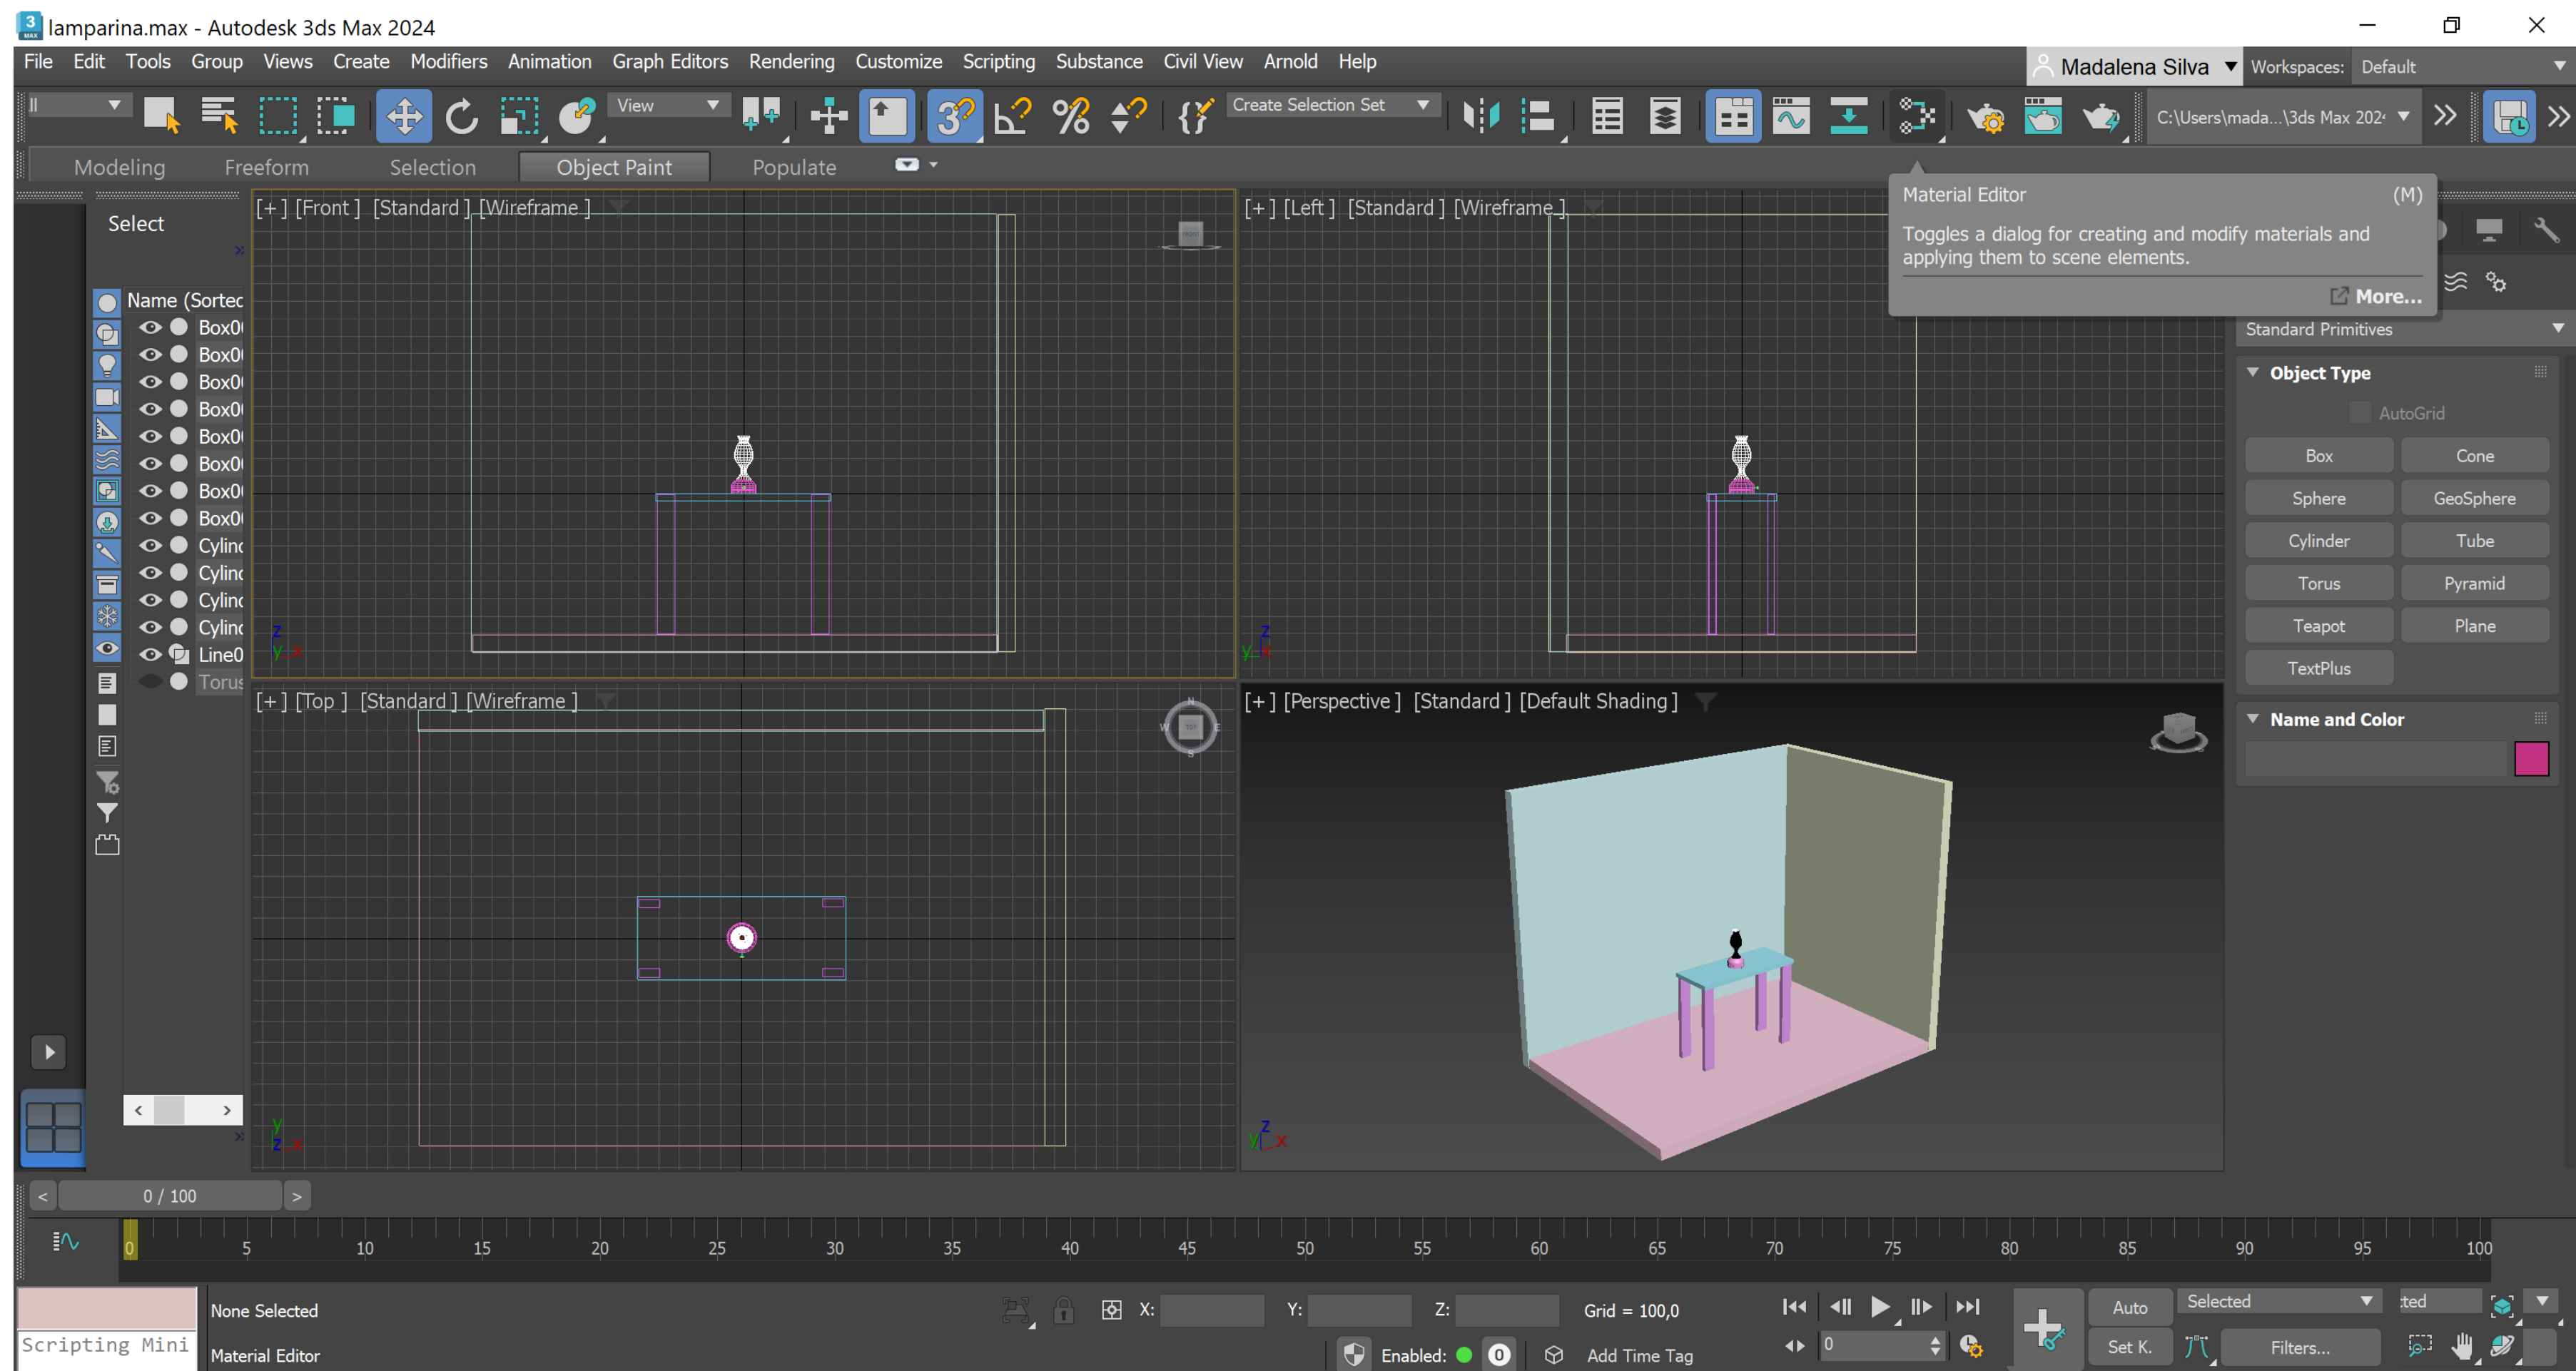 lamparina.max - Autodesk 3ds Max 2024
File Edit Tools Group Views Create Modifiers Animation Graph Editors Rendering Customize Scripting Substance Civil View Arnold Help
Madalena Silva Workspaces: Default
View
Create Selection Set
C:\Users\mada...\3ds Max 202
Modeling Freeform Selection Object Paint Populate
Select
Name (Sorted
Box0
Box0
Box0
Box0
Box0
Box0
Box0
Box0
Cylind
Cylind
Cylind
Cylind
Line0
Torus
[+] [Front ] [Standard ] [Wireframe ]
[+] [Left ] [Standard ] [Wireframe ]
[+] [Top ] [Standard ] [Wireframe ]
[+] [Perspective ] [Standard ] [Default Shading ]
Material Editor (M)
Toggles a dialog for creating and modify materials and
applying them to scene elements.
More...
Standard Primitives
Object Type
AutoGrid
Box Cone
Sphere GeoSphere
Cylinder Tube
Torus Pyramid
Teapot Plane
TextPlus
Name and Color
0 / 100
0 5 10 15 20 25 30 35 40 45 50 55 60 65 70 75 80 85 90 95 100
None Selected
X: Y: Z: Grid = 100,0
Auto Selected
Scripting Mini
Material Editor
Enabled: 0 Add Time Tag
0
Set K. Filters...